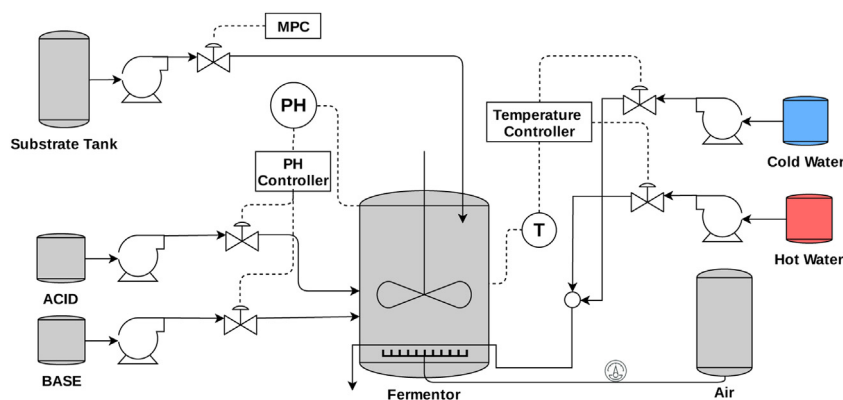 MPC
Substrate Tank
PH
PH
Controller
Temperature
Controller
T
Cold Water
Hot Water
ACID
BASE
Fermentor
Air